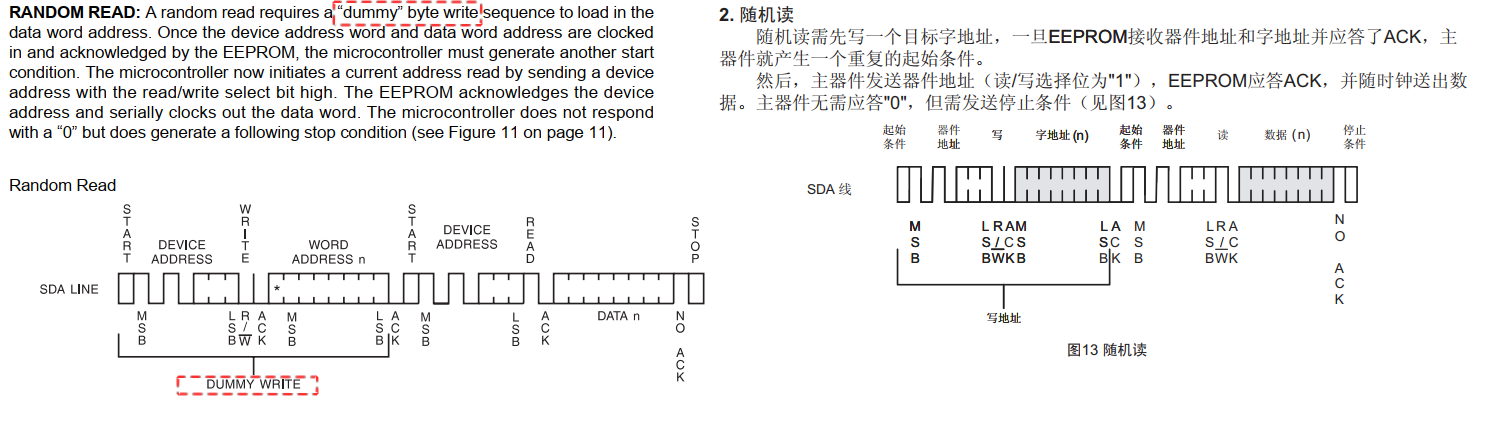 RANDOM READ: A random read requires a “dummy” byte write sequence to load in the
data word address. Once the device address word and data word address are clocked
in and acknowledged by the EEPROM, the microcontroller must generate another start
condition. The microcontroller now initiates a current address read by sending a device
address with the read/write select bit high. The EEPROM acknowledges the device
address and serially clocks out the data word. The microcontroller does not respond
with a “0” but does generate a following stop condition (see Figure 11 on page 11).
Random Read
START
DEVICE
ADDRESS
WRITE
WORD
ADDRESS n
START
DEVICE
ADDRESS
READ
STOP
SDA LINE
*
MSB
LSB
R/W
ACK
MSB
LSB
ACK
MSB
LSB
ACK
DATA n
NO ACK
DUMMY WRITE
2. 随机读
随机读需先写一个目标字地址，一旦EEPROM接收器件地址和字地址并应答了ACK，主
器件就产生一个重复的起始条件。
然后，主器件发送器件地址（读/写选择位为"1"），EEPROM应答ACK，并随时钟送出数
据。主器件无需应答"0"，但需发送停止条件（见图13）。
起始
条件
器件
地址
写
字地址(n)
起始
条件
器件
地址
读
数据 (n)
停止
条件
SDA 线
MSB
LSB
R/W
ACK
MSB
LSB
ACK
MSB
LSB
R/W
ACK
NO ACK
写地址
图13 随机读